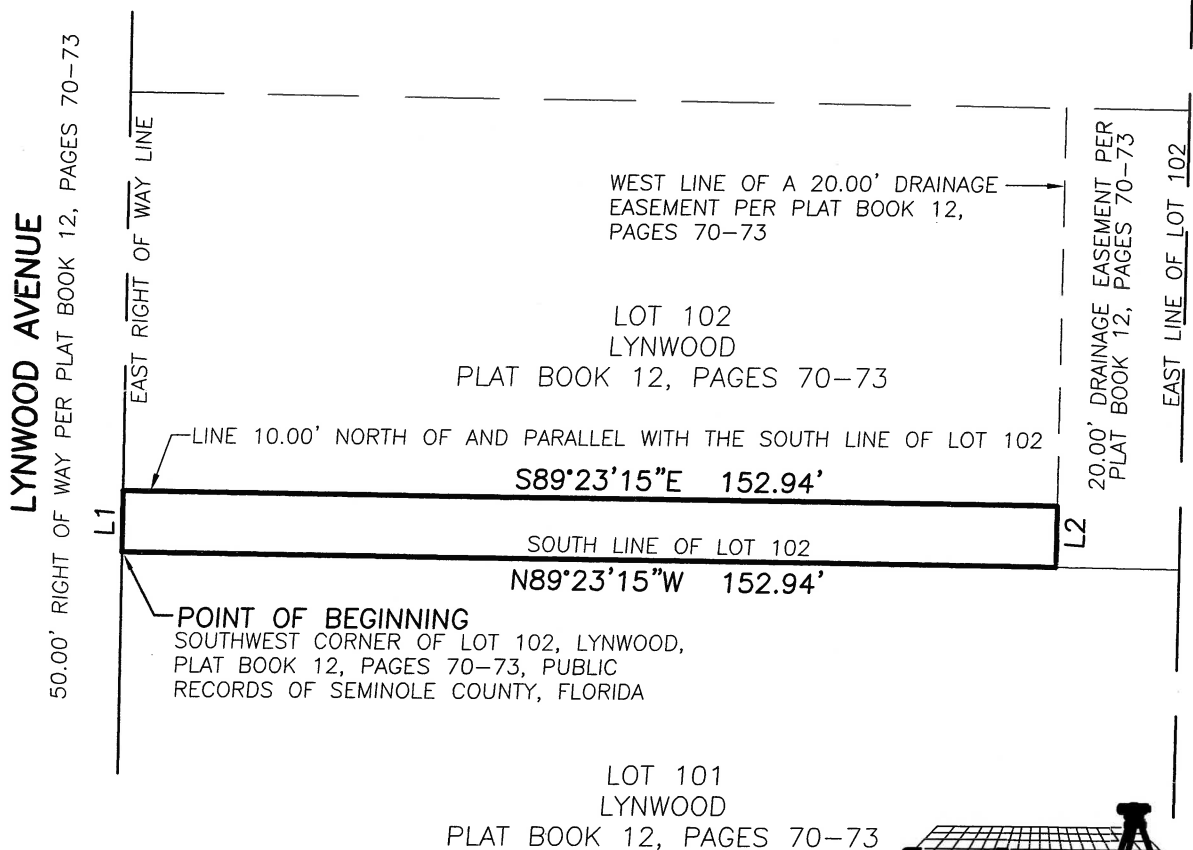 LYNWOOD AVENUE
50.00' RIGHT OF WAY PER PLAT BOOK 12, PAGES 70-73
EAST RIGHT OF WAY LINE
WEST LINE OF A 20.00' DRAINAGE
EASEMENT PER PLAT BOOK 12,
PAGES 70-73
20.00' DRAINAGE EASEMENT PER
PLAT BOOK 12, PAGES 70-73
EAST LINE OF LOT 102
LOT 102
LYNWOOD
PLAT BOOK 12, PAGES 70-73
LINE 10.00' NORTH OF AND PARALLEL WITH THE SOUTH LINE OF LOT 102
S89°23'15"E 152.94'
L1
L2
SOUTH LINE OF LOT 102
N89°23'15"W 152.94'
POINT OF BEGINNING
SOUTHWEST CORNER OF LOT 102, LYNWOOD,
PLAT BOOK 12, PAGES 70-73, PUBLIC
RECORDS OF SEMINOLE COUNTY, FLORIDA
LOT 101
LYNWOOD
PLAT BOOK 12, PAGES 70-73